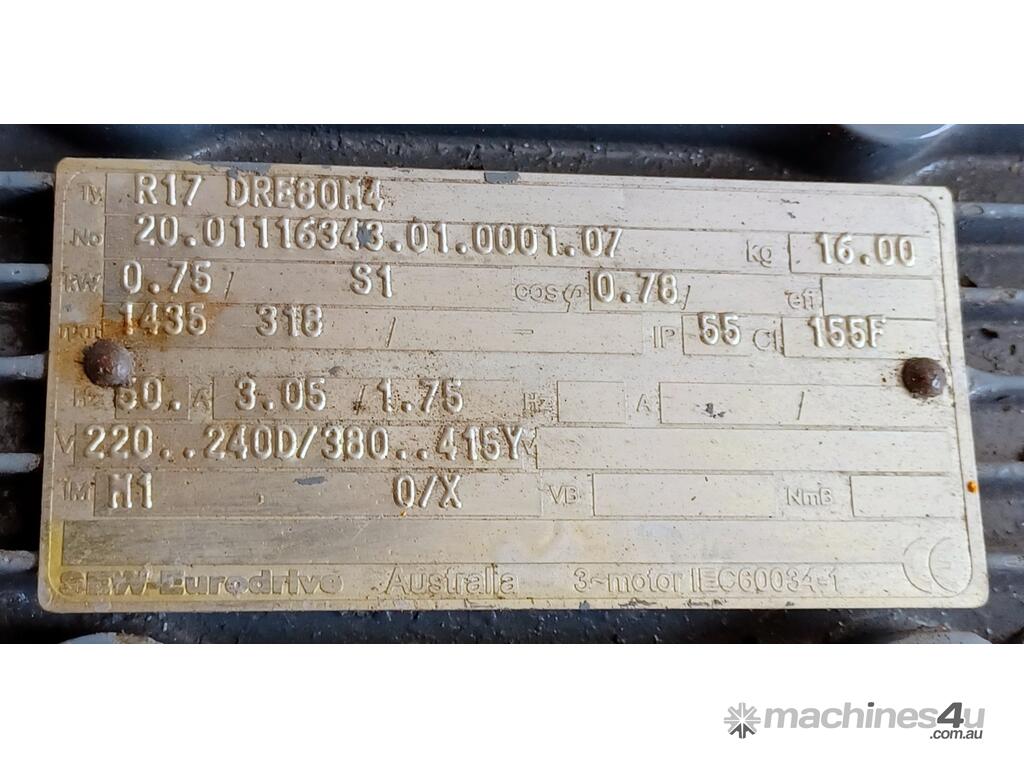 Ty R17 DRE80M4
No 20.01116343.01.0001.07 kg 16.00
kW 0.75 / S1 cosφ 0.78 / eff
rpm 1435 318 / - IP 55 Cl 155F
Hz 50. A 3.05 / 1.75 Hz A /
V 220..240D/380..415Y V
IM M1 0/X VB NmB
SEW-Eurodrive Australia 3~motor IEC60034-1 CE
machines4u
.com.au